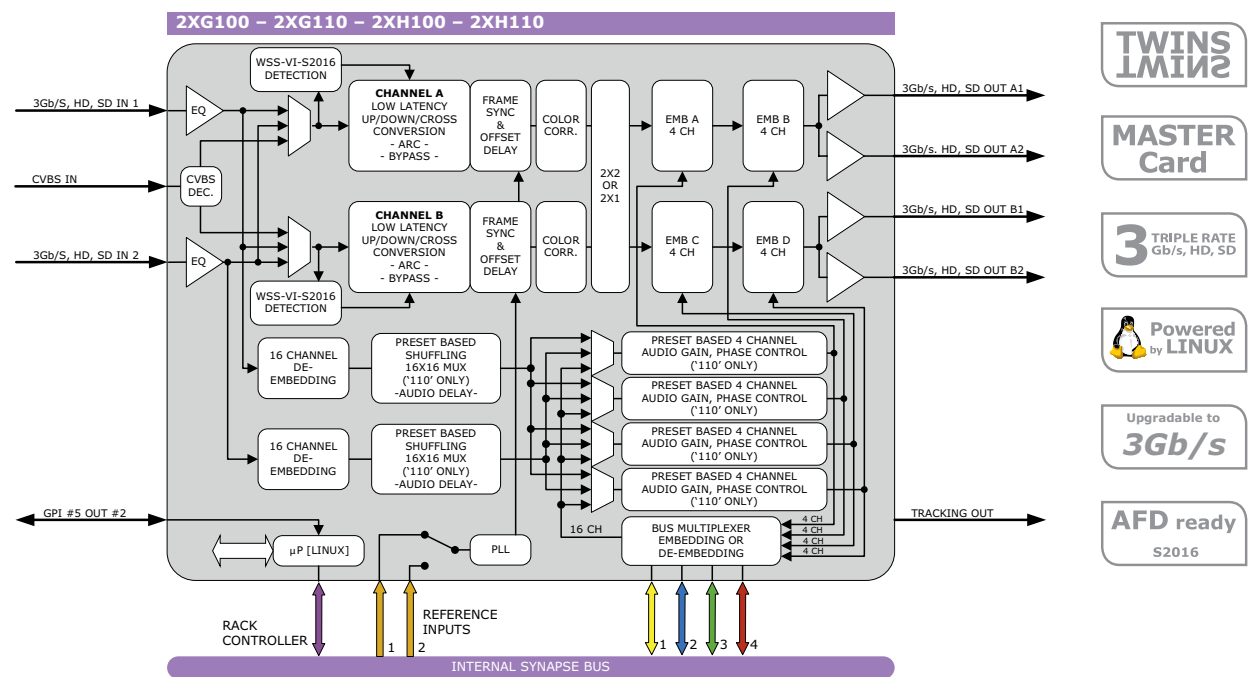 2XG100 – 2XG110 – 2XH100 – 2XH110
3Gb/S, HD, SD IN 1
CVBS IN
3Gb/S, HD, SD IN 2
GPI #5 OUT #2
EQ
CVBS
DEC.
EQ
WSS-VI-S2016
DETECTION
CHANNEL A
LOW LATENCY
UP/DOWN/CROSS
CONVERSION
- ARC -
- BYPASS -
FRAME
SYNC
&
OFFSET
DELAY
COLOR
CORR.
2X2
OR
2X1
EMB A
4 CH
EMB B
4 CH
3Gb/s, HD, SD OUT A1
3Gb/s. HD, SD OUT A2
CHANNEL B
LOW LATENCY
UP/DOWN/CROSS
CONVERSION
- ARC -
- BYPASS -
FRAME
SYNC
&
OFFSET
DELAY
COLOR
CORR.
EMB C
4 CH
EMB D
4 CH
3Gb/s, HD, SD OUT B1
3Gb/s, HD, SD OUT B2
WSS-VI-S2016
DETECTION
16 CHANNEL
DE-
EMBEDDING
PRESET BASED
SHUFFLING
16X16 MUX
('110' ONLY)
-AUDIO DELAY-
16 CHANNEL
DE-
EMBEDDING
PRESET BASED
SHUFFLING
16X16 MUX
('110' ONLY)
-AUDIO DELAY-
PRESET BASED 4 CHANNEL
AUDIO GAIN, PHASE CONTROL
('110' ONLY)
PRESET BASED 4 CHANNEL
AUDIO GAIN, PHASE CONTROL
('110' ONLY)
PRESET BASED 4 CHANNEL
AUDIO GAIN, PHASE CONTROL
('110' ONLY)
PRESET BASED 4 CHANNEL
AUDIO GAIN, PHASE CONTROL
('110' ONLY)
16 CH
BUS MULTIPLEXER
EMBEDDING OR
DE-EMBEDDING
4 CH
4 CH
4 CH
4 CH
TRACKING OUT
µP [LINUX]
PLL
RACK
CONTROLLER
1
2
REFERENCE
INPUTS
1
2
3
4
INTERNAL SYNAPSE BUS
TWINS
TWINS
MASTER
Card
3 TRIPLE RATE
Gb/s, HD, SD
Powered
by LINUX
Upgradable to
3Gb/s
AFD ready
S2016